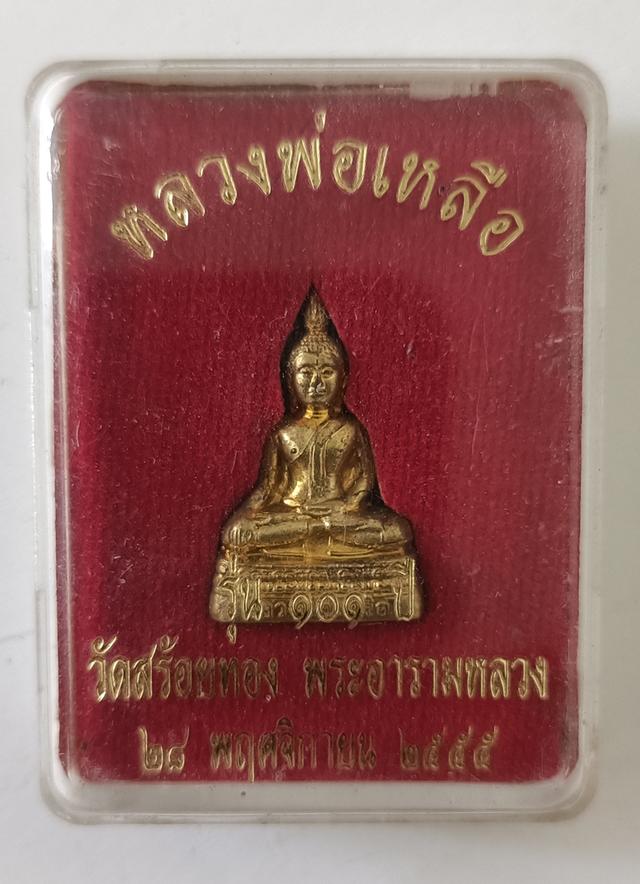 หลวงพ่อเหลือ
รุ่น ๑๐๑ ปี
วัดสร้อยทอง พระอารามหลวง
๒๘ พฤศจิกายน ๒๕๕๕